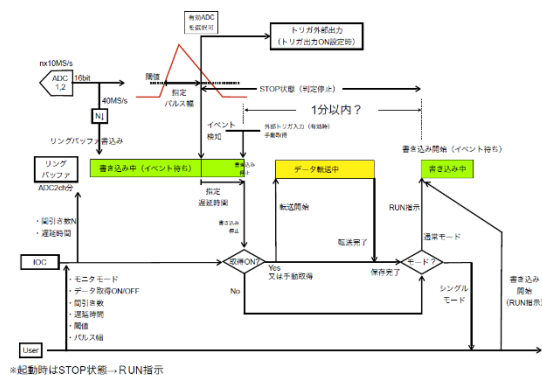 有効ADC
を選択可
トリガ外部出力
（トリガ出力ON設定時）
nx10MS/s
ADC
1,2
16bit
閾値
指定
パルス幅
STOP状態（判定停止）
40MS/s
N↓
1分以内？
イベント
検知
外部トリガ入力（有効時）
手動取得
リングバッファ書込み
書き込み開始（イベント待ち）
リング
バッファ
ADC2ch分
書き込み中（イベント待ち）
書き込み
停止
データ転送中
書き込み中
指定
遅延時間
転送開始
RUN指示
・間引き数N
・遅延時間
書き込み
停止
転送完了
通常モード
IOC
取得ON？
Yes
又は手動取得
保存完了
モード？
・モニタモード
・データ取得ON/OFF
・間引き数
・遅延時間
・閾値
・パルス幅
No
シングル
モード
書き込み
開始
（RUN指示）
User
※起動時はSTOP状態→RUN指示